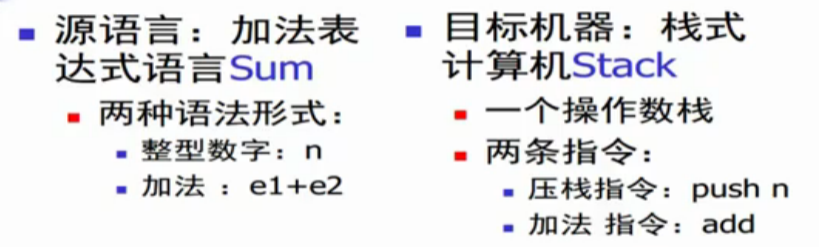 源语言：加法表
达式语言Sum
两种语法形式：
整型数字：n
加法 ：e1+e2
目标机器：栈式
计算机Stack
一个操作数栈
两条指令：
压栈指令：push n
加法 指令：add